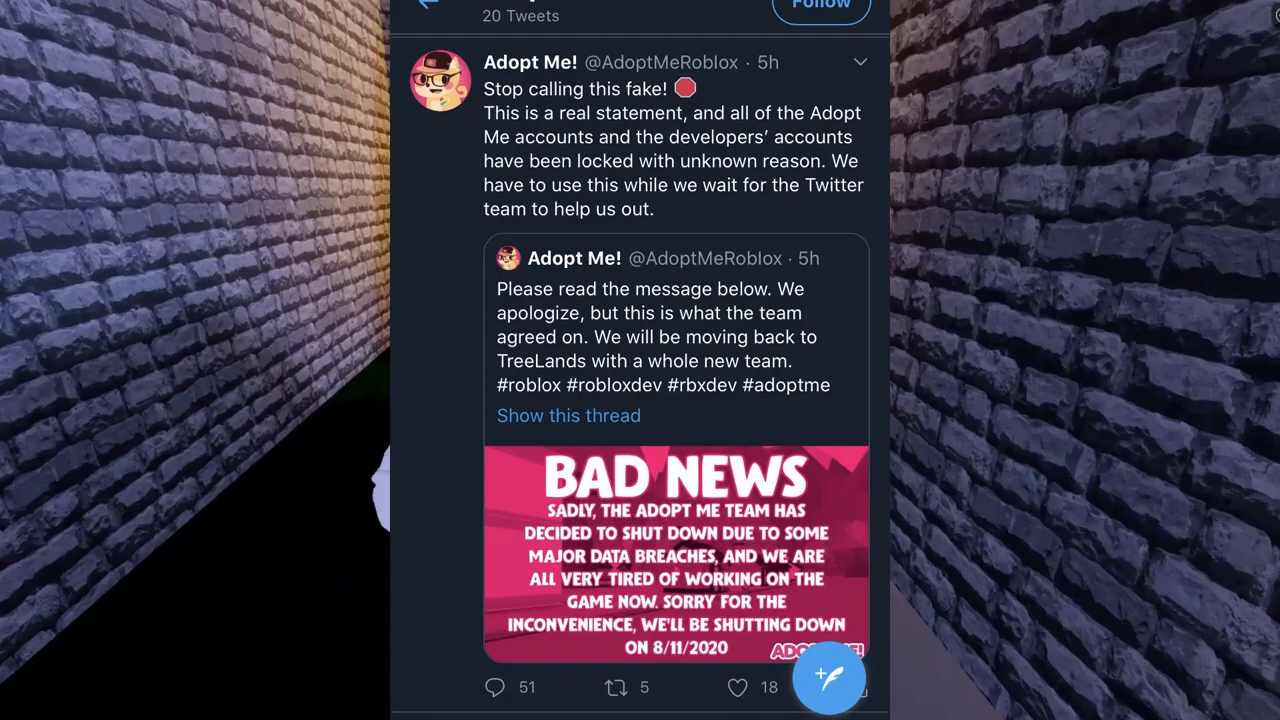 20 Tweets
Follow
Adopt Me! @AdoptMeRoblox · 5h
Stop calling this fake! 🛑
This is a real statement, and all of the Adopt
Me accounts and the developers’ accounts
have been locked with unknown reason. We
have to use this while we wait for the Twitter
team to help us out.
Adopt Me! @AdoptMeRoblox · 5h
Please read the message below. We
apologize, but this is what the team
agreed on. We will be moving back to
TreeLands with a whole new team.
#roblox #robloxdev #rbxdev #adoptme
Show this thread
BAD NEWS
SADLY, THE ADOPT ME TEAM HAS
DECIDED TO SHUT DOWN DUE TO SOME
MAJOR DATA BREACHES, AND WE ARE
ALL VERY TIRED OF WORKING ON THE
GAME NOW. SORRY FOR THE
INCONVENIENCE, WE'LL BE SHUTTING DOWN
ON 8/11/2020
51 5 18